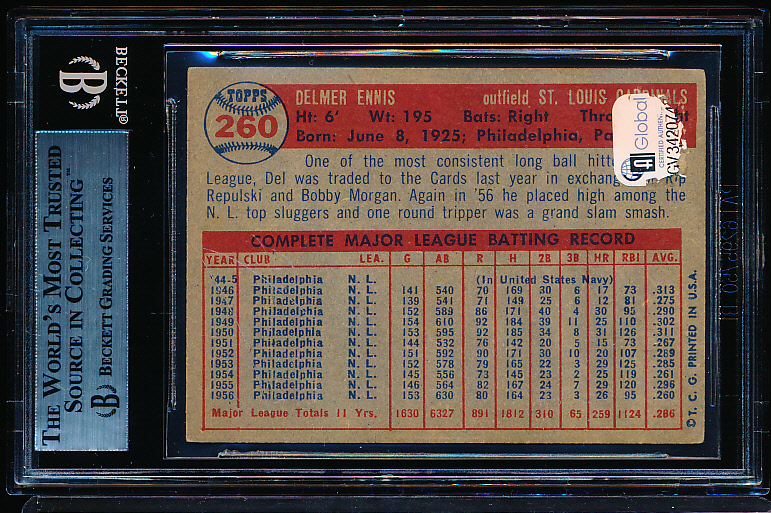 BECKETT
B
THE WORLD'S MOST TRUSTED
SOURCE IN COLLECTING™
B BECKETT GRADING SERVICES
TOPPS
260
DELMER ENNIS outfield ST. LOUIS CARDINALS
Ht: 6' Wt: 195 Bats: Right
Born: June 8, 1925; Philadelphia,
Global
CERTIFIED AUTHENTIC
One of the most consistent long ball
League, Del was traded to the Cards last year in
Repulski and Bobby Morgan. Again in '56 he placed high among the
N. L. top sluggers and one round tripper was a grand slam smash.
COMPLETE MAJOR LEAGUE BATTING RECORD
YEAR CLUB LEA. G AB R H 2B 3B HR RBI AVG.
'44-5 Philadelphia N. L. (In United States Navy)
1946 Philadelphia N. L. 141 540 70 169 30 6 17 73 .313
1947 Philadelphia N. L. 139 541 71 149 25 6 12 81 .275
1948 Philadelphia N. L. 152 589 86 171 40 4 30 95 .290
1949 Philadelphia N. L. 154 610 92 184 39 11 25 110 .302
1950 Philadelphia N. L. 153 595 92 185 34 8 31 126 .311
1951 Philadelphia N. L. 144 532 76 142 20 5 15 73 .267
1952 Philadelphia N. L. 151 592 90 171 30 10 20 107 .289
1953 Philadelphia N. L. 152 578 79 165 22 3 29 125 .285
1954 Philadelphia N. L. 145 556 73 145 23 2 25 119 .261
1955 Philadelphia N. L. 146 564 82 167 24 7 29 120 .296
1956 Philadelphia N. L. 153 630 80 164 23 3 26 95 .260
Major League Totals 11 Yrs. 1630 6327 891 1812 310 65 259 1124 .286
©T. C. G. PRINTED IN U.S.A.